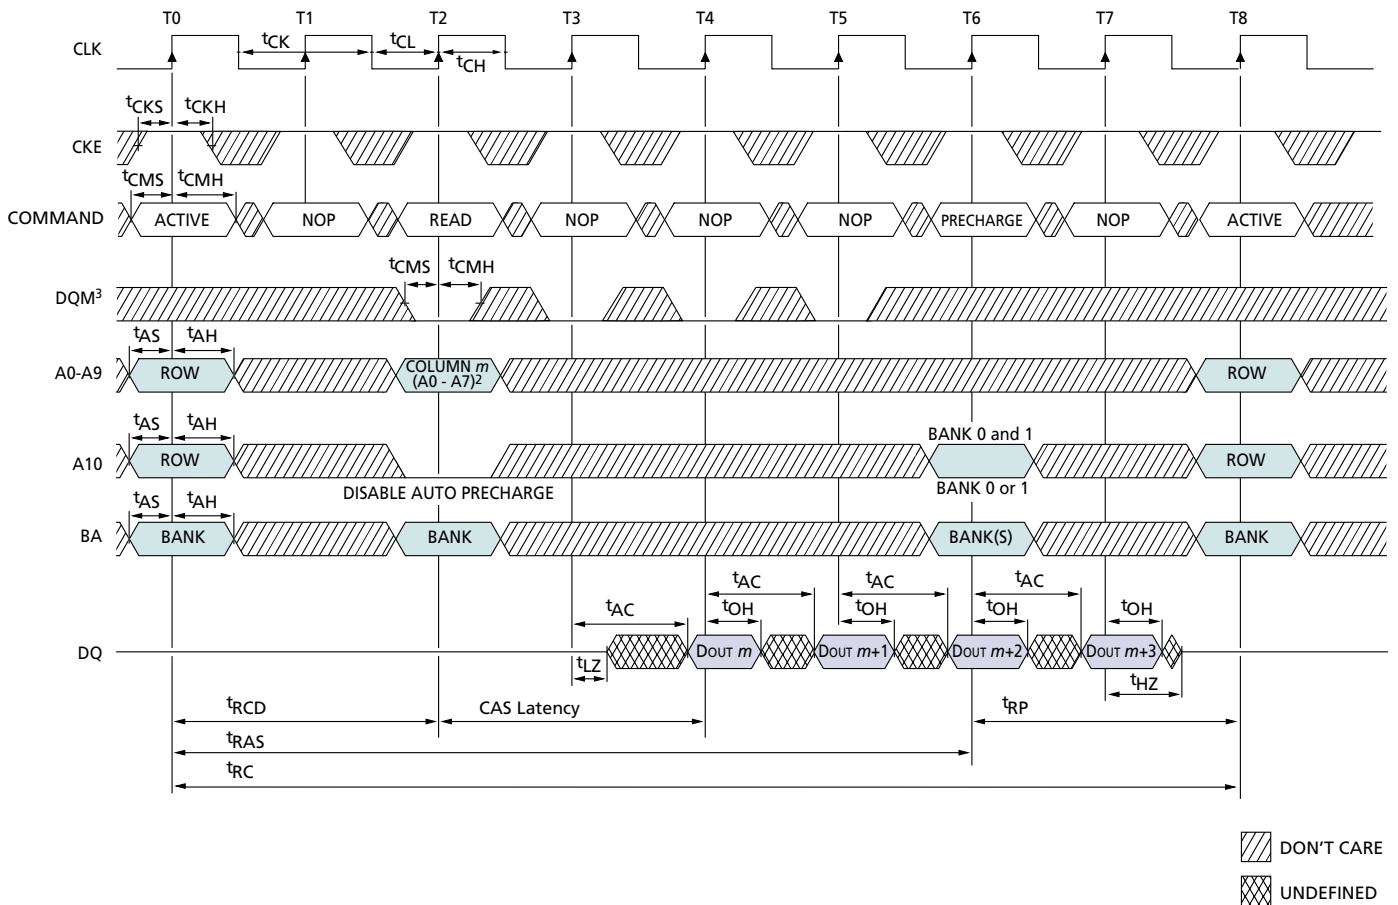 T0 T1 T2 T3 T4 T5 T6 T7 T8
CLK
tCK tCL
tCH
tCKS tCKH
CKE
tCMS tCMH
COMMAND ACTIVE NOP READ NOP NOP NOP PRECHARGE NOP ACTIVE
tCMS tCMH
DQM3
tAS tAH
A0-A9 ROW COLUMN m ROW
(A0 - A7)2
tAS tAH
BANK 0 and 1
A10 ROW ROW
DISABLE AUTO PRECHARGE BANK 0 or 1
tAS tAH
BA BANK BANK BANK(S) BANK
tAC tAC tAC
tAC tOH tOH tOH tOH
DQ DOUT m DOUT m+1 DOUT m+2 DOUT m+3
tLZ tHZ
tRCD CAS Latency tRP
tRAS
tRC
DON'T CARE
UNDEFINED